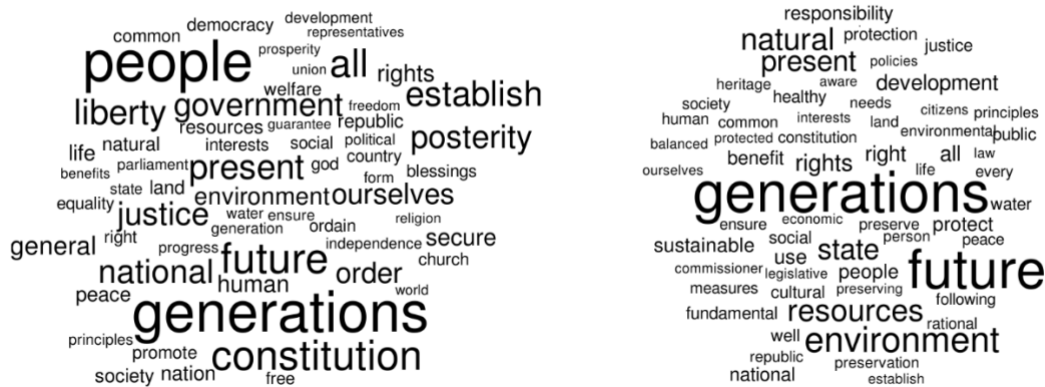 development
common democracy representatives
people prosperity
union all rights
welfare
liberty government freedom establish
resources guarantee republic
life natural interests social political posterity
benefits parliament present god country
form blessings
state land environment ourselves
equality justice water ensure religion
generation ordain
general right progress independence secure
future church
national human order world
peace generations
principles
promote constitution
society nation free
responsibility
natural protection justice
present policies
heritage aware development
society healthy needs
human common interests land citizens principles
balanced protected constitution environmental public
ourselves benefit rights right all law
life every
generations water
ensure economic preserve protect
sustainable social state person peace
use
commissioner legislative people future
measures cultural preserving
following
fundamental resources rational
well environment
republic preservation
national establish